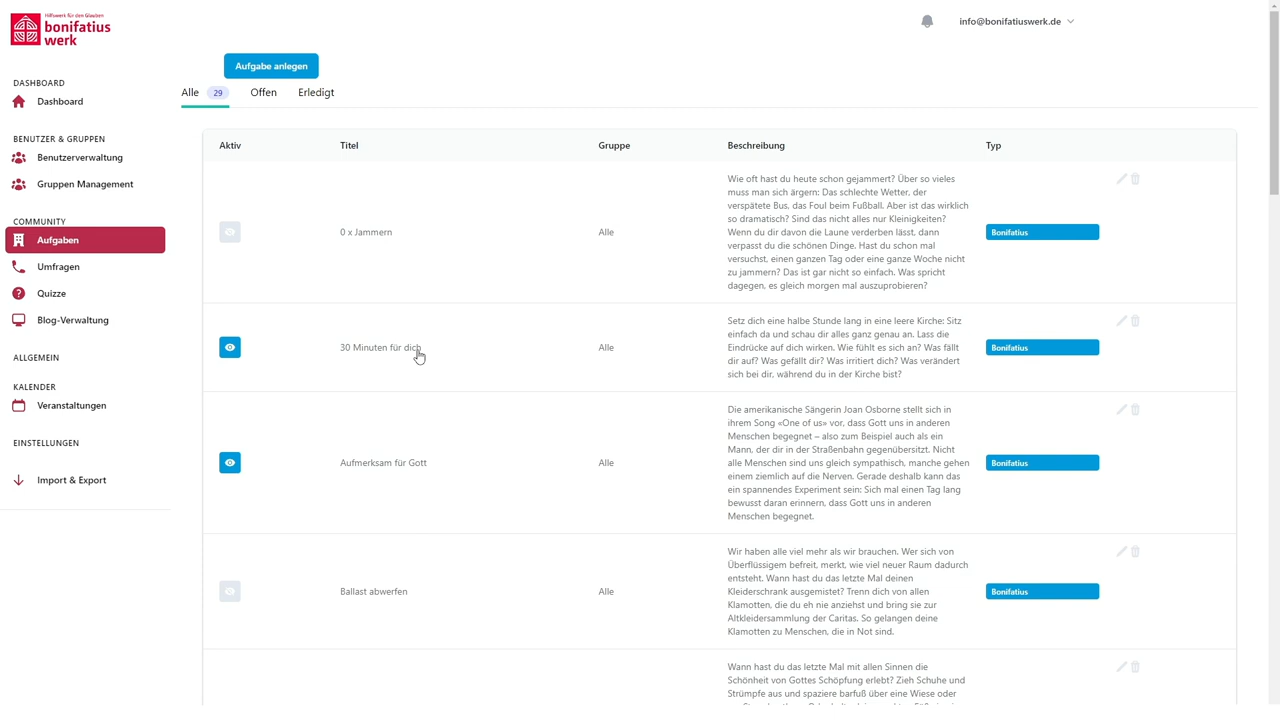 Hilfswerk für den Glauben
bonifatius
werk
info@bonifatiuswerk.de
Aufgabe anlegen
Alle 29 Offen Erledigt
DASHBOARD
Dashboard
BENUTZER & GRUPPEN
Benutzerverwaltung
Gruppen Management
COMMUNITY
Aufgaben
Umfragen
Quizze
Blog-Verwaltung
ALLGEMEIN
KALENDER
Veranstaltungen
EINSTELLUNGEN
Import & Export
Aktiv Titel Gruppe Beschreibung Typ
0 x Jammern
Alle
Wie oft hast du heute schon gejammert? Über so vieles
muss man sich ärgern: Das schlechte Wetter, der
verspätete Bus, das Foul beim Fußball. Aber ist das wirklich
so dramatisch? Sind das nicht alles nur Kleinigkeiten?
Wenn du dir davon die Laune verderben lässt, dann
verpasst du die schönen Dinge. Hast du schon mal
versuchst, einen ganzen Tag oder eine ganze Woche nicht
zu jammern? Das ist gar nicht so einfach. Was spricht
dagegen, es gleich morgen mal auszuprobieren?
Bonifatius
30 Minuten für dich
Alle
Setz dich eine halbe Stunde lang in eine leere Kirche: Sitz
einfach da und schau dir alles ganz genau an. Lass die
Eindrücke auf dich wirken. Wie fühlt es sich an? Was fällt
dir auf? Was gefällt dir? Was irritiert dich? Was verändert
sich bei dir, während du in der Kirche bist?
Bonifatius
Aufmerksam für Gott
Alle
Die amerikanische Sängerin Joan Osborne stellt sich in
ihrem Song «One of us» vor, dass Gott uns in anderen
Menschen begegnet – also zum Beispiel auch als ein
Mann, der dir in der Straßenbahn gegenübersitzt. Nicht
alle Menschen sind uns gleich sympathisch, manche gehen
einem ziemlich auf die Nerven. Gerade deshalb kann das
ein spannendes Experiment sein: Sich mal einen Tag lang
bewusst daran erinnern, dass Gott uns in anderen
Menschen begegnet.
Bonifatius
Ballast abwerfen
Alle
Wir haben alle viel mehr als wir brauchen. Wer sich von
Überflüssigem befreit, merkt, wie viel neuer Raum dadurch
entsteht. Wann hast du das letzte Mal deinen
Kleiderschrank ausgemistet? Trenn dich von allen
Klamotten, die du eh nie anziehst und bring sie zur
Altkleidersammlung der Caritas. So gelangen deine
Klamotten zu Menschen, die in Not sind.
Bonifatius
Wann hast du das letzte Mal mit allen Sinnen die
Schönheit von Gottes Schöpfung erlebt? Zieh Schuhe und
Strümpfe aus und spaziere barfuß über eine Wiese oder